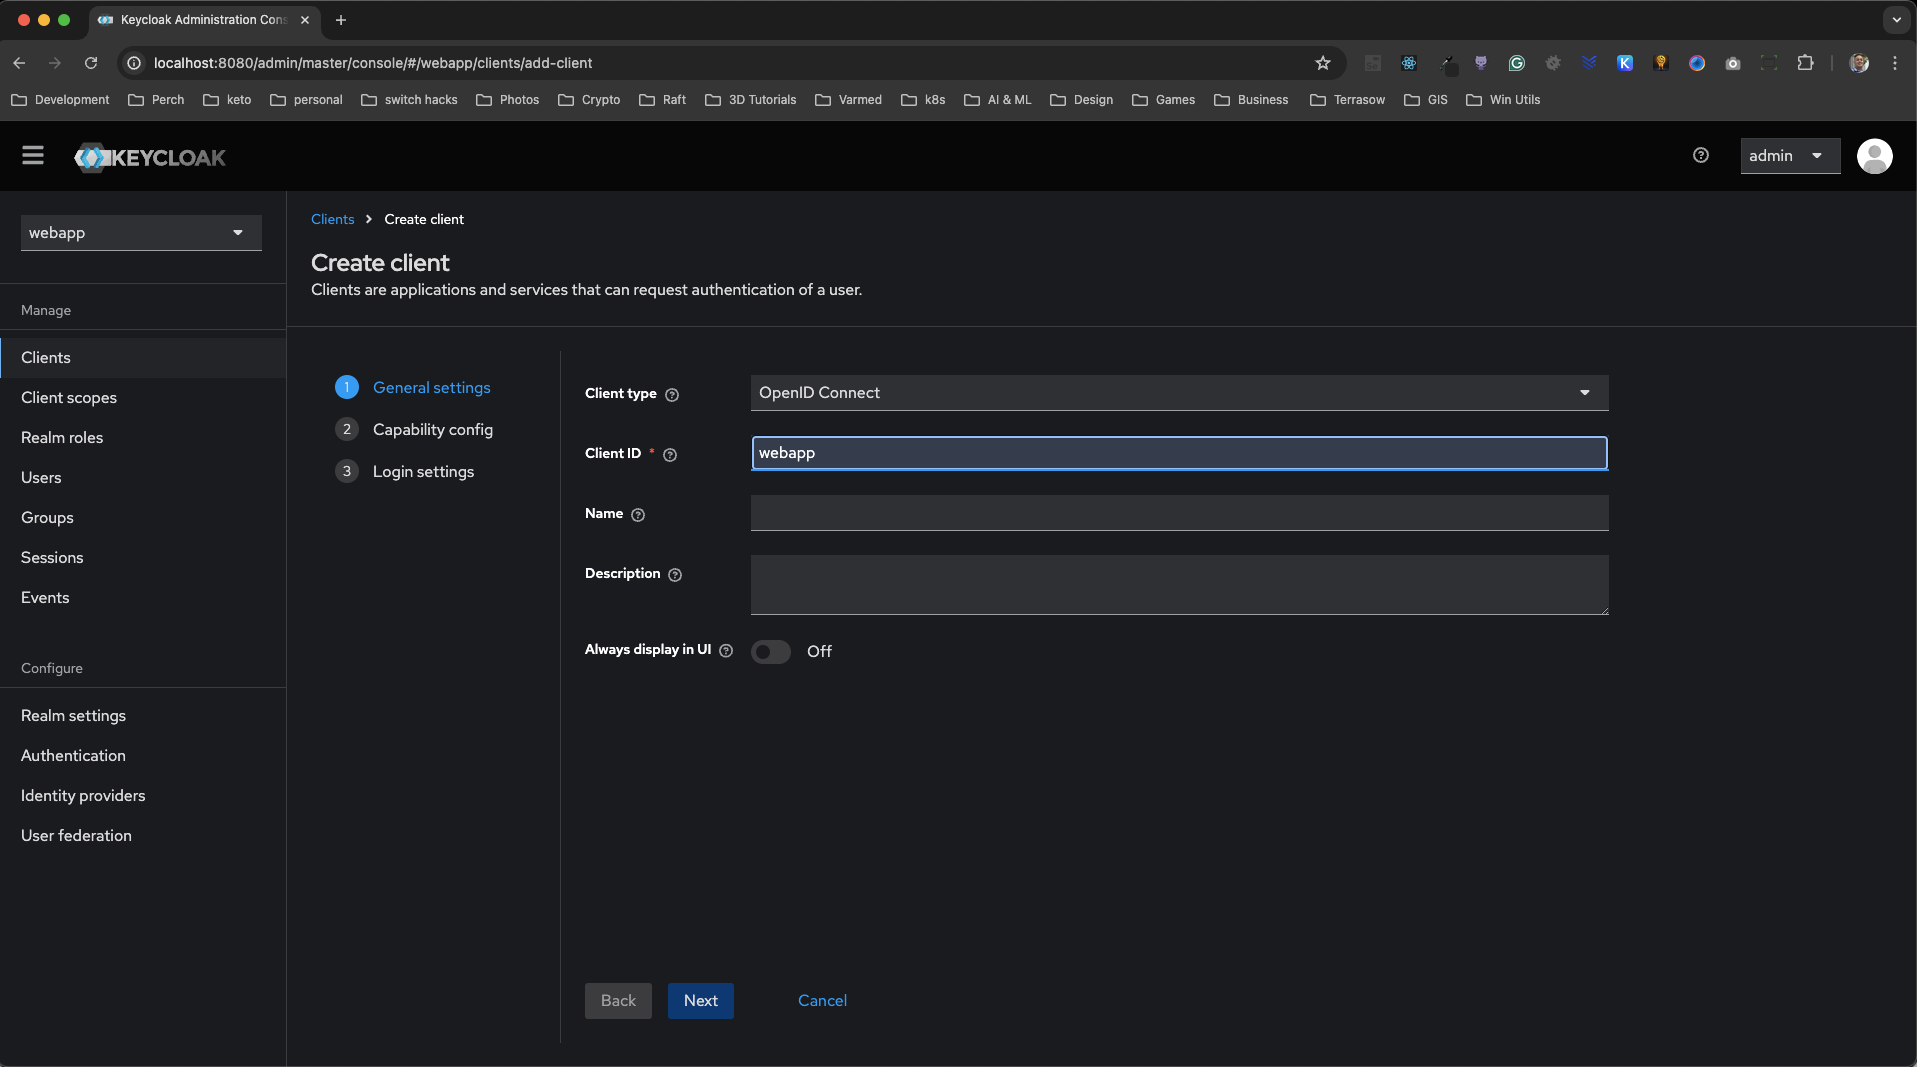 Keycloak Administration Cons
localhost:8080/admin/master/console/#/webapp/clients/add-client
Development Perch keto personal switch hacks Photos Crypto Raft 3D Tutorials Varmed k8s AI & ML Design Games Business Terrasow GIS Win Utils
KEYCLOAK
admin
webapp
Manage
Clients
Client scopes
Realm roles
Users
Groups
Sessions
Events
Configure
Realm settings
Authentication
Identity providers
User federation
Clients > Create client
Create client
Clients are applications and services that can request authentication of a user.
1 General settings
2 Capability config
3 Login settings
Client type OpenID Connect
Client ID * webapp
Name
Description
Always display in UI Off
Back Next Cancel